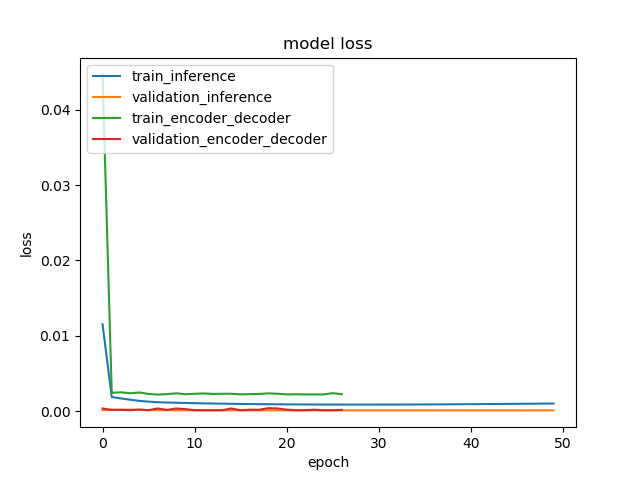 model loss
train_inference
validation_inference
train_encoder_decoder
validation_encoder_decoder
0.04
0.03
0.02
0.01
0.00
loss
0 10 20 30 40 50
epoch